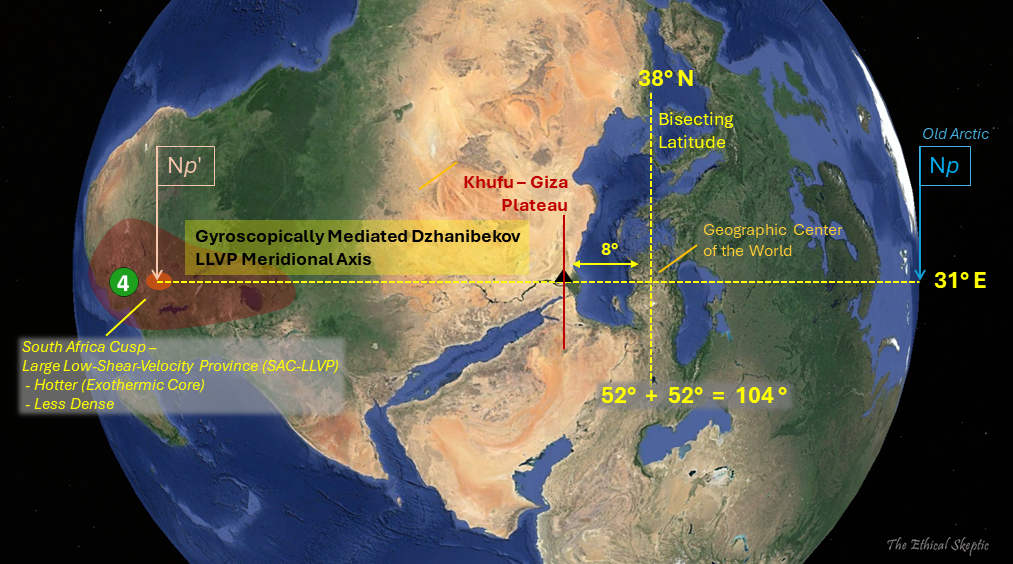 38° N
Bisecting
Latitude
Old Arctic
Np'
Np
Khufu – Giza
Plateau
Gyroscopically Mediated Dzhanibekov
LLVP Meridional Axis
8°
Geographic Center
of the World
4
31° E
South Africa Cusp –
Large Low-Shear-Velocity Province (SAC-LLVP)
- Hotter (Exothermic Core)
- Less Dense
52° + 52° = 104°
The Ethical Skeptic